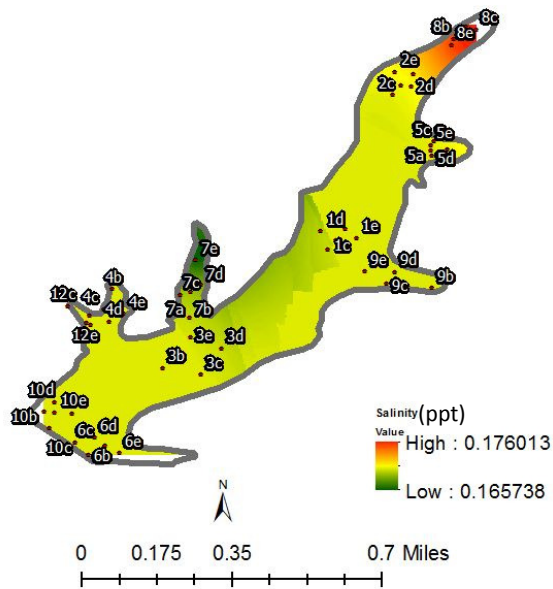 8b 8c
8e
2e
2c 2d
5c 5e
5a 5d
1d 1e
1c
9e 9d
9c 9b
7e
7d
7c
7a 7b
4b
12c 4c 4e
4d
12e
3e 3d
3b 3c
10d
10b 10e
6d
6c 6e
10c 6b
Salinity(ppt)
Value
High : 0.176013
Low : 0.165738
N
0 0.175 0.35 0.7 Miles